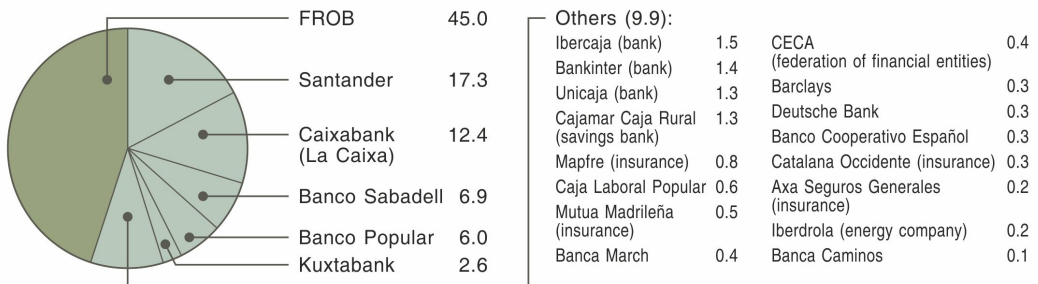 FROB 45.0
Santander 17.3
Caixabank 12.4
(La Caixa)
Banco Sabadell 6.9
Banco Popular 6.0
Kuxtabank 2.6
Others (9.9):
Ibercaja (bank) 1.5
Bankinter (bank) 1.4
Unicaja (bank) 1.3
Cajamar Caja Rural 1.3
(savings bank)
Mapfre (insurance) 0.8
Caja Laboral Popular 0.6
Mutua Madrileña 0.5
(insurance)
Banca March 0.4
CECA 0.4
(federation of financial entities)
Barclays 0.3
Deutsche Bank 0.3
Banco Cooperativo Español 0.3
Catalana Occidente (insurance) 0.3
Axa Seguros Generales 0.2
(insurance)
Iberdrola (energy company) 0.2
Banca Caminos 0.1